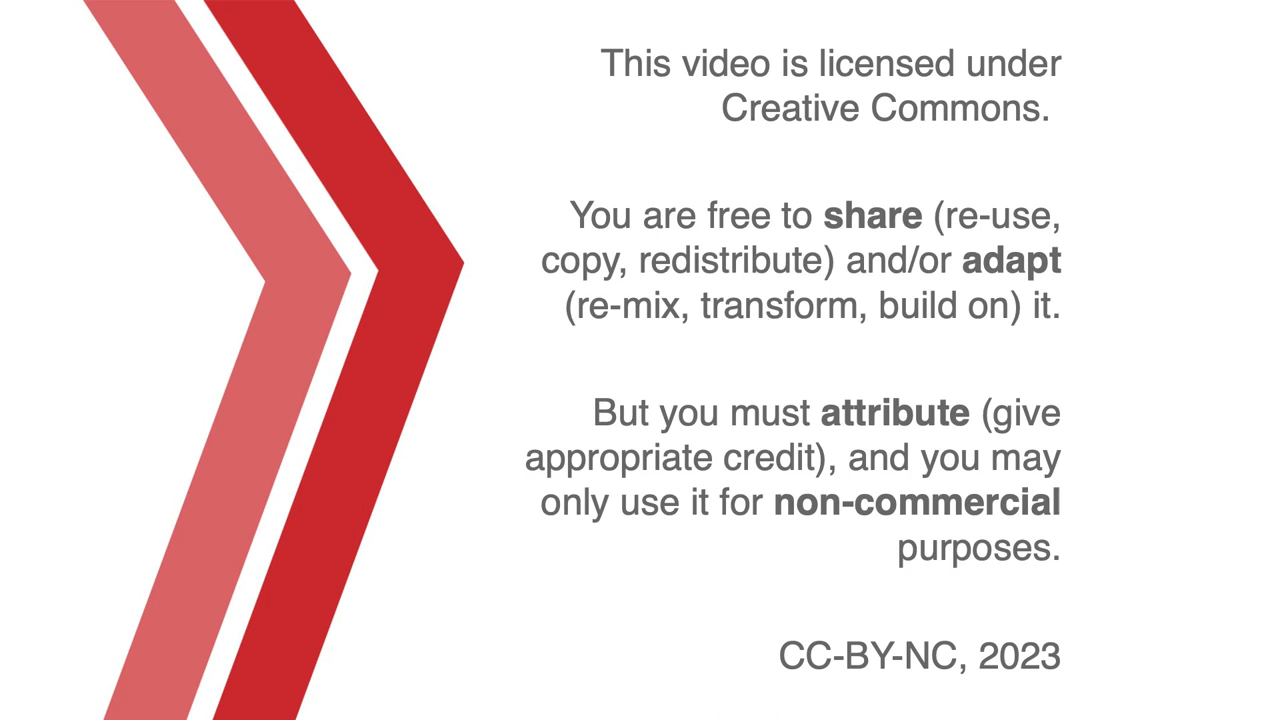 This video is licensed under
Creative Commons.
You are free to share (re-use,
copy, redistribute) and/or adapt
(re-mix, transform, build on) it.
But you must attribute (give
appropriate credit), and you may
only use it for non-commercial
purposes.
CC-BY-NC, 2023